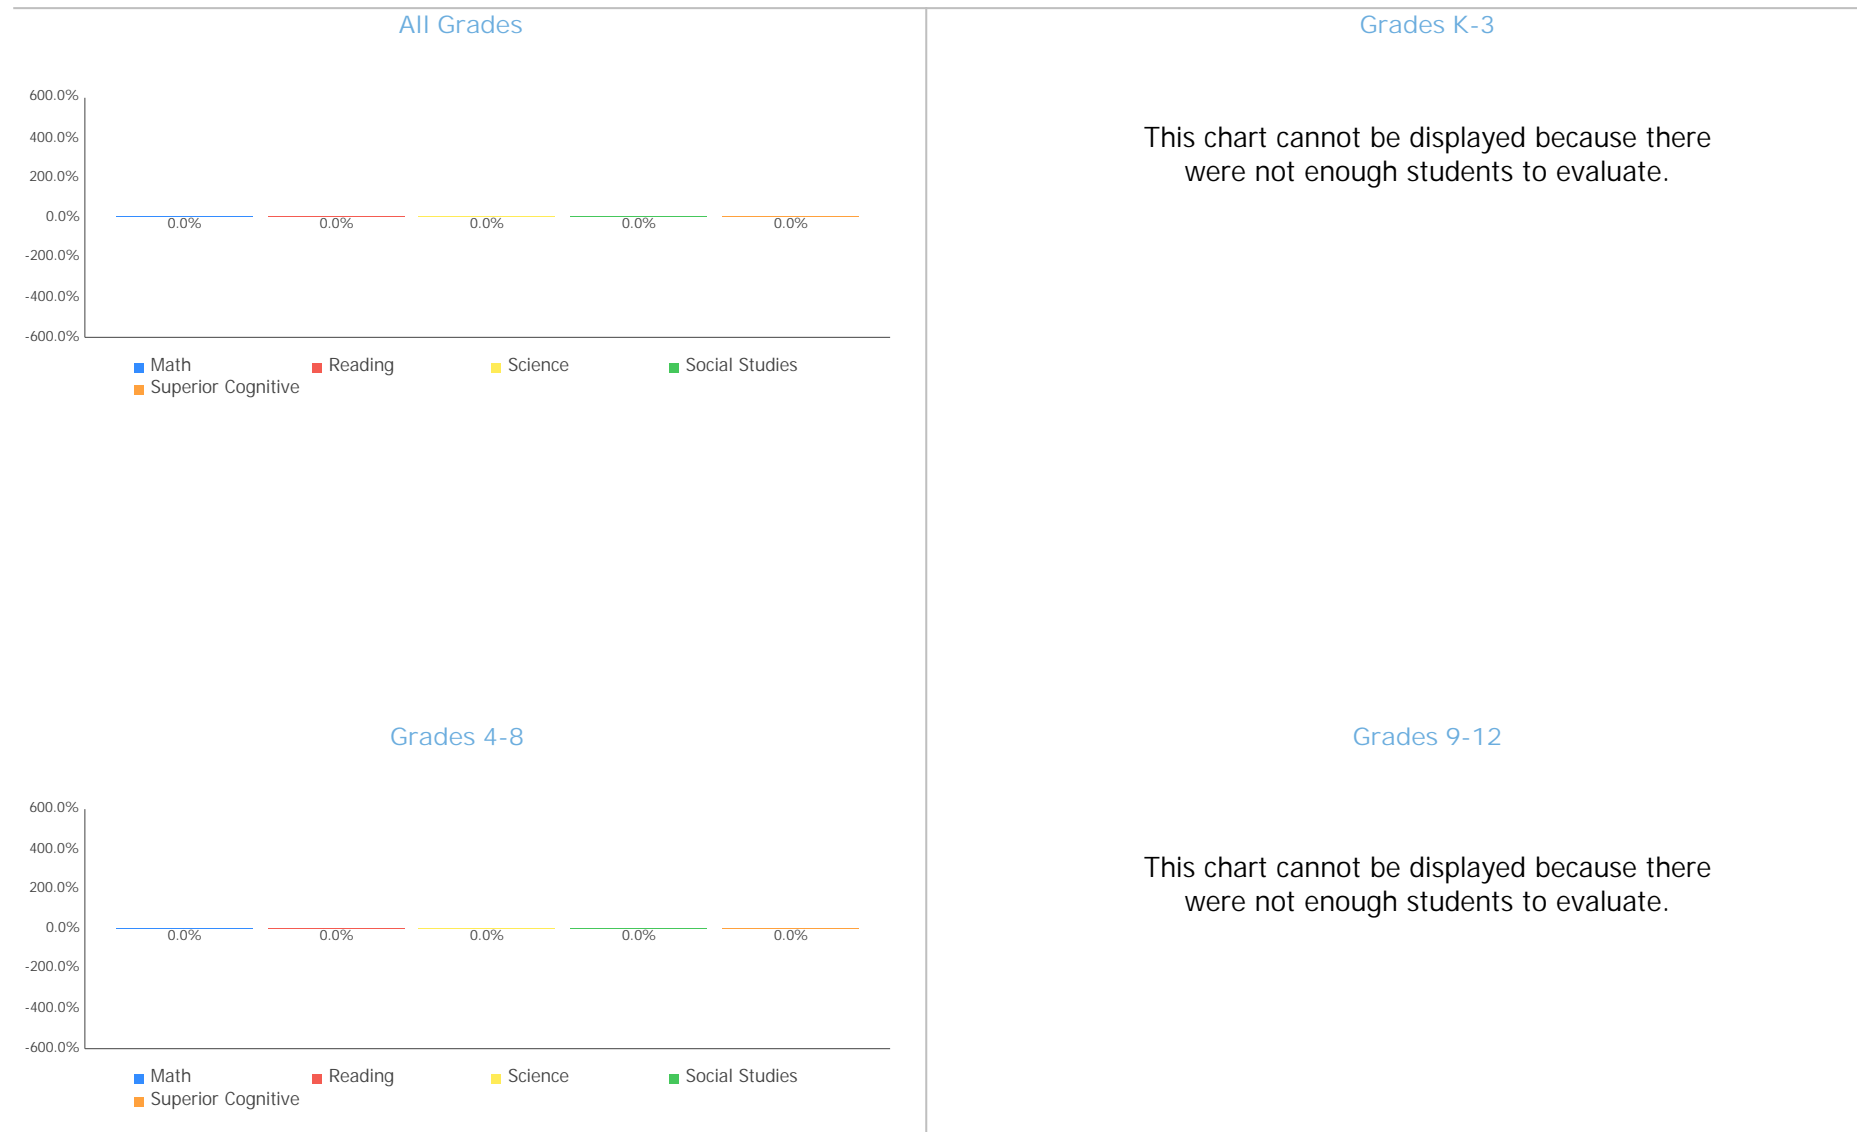 All Grades
600.0%
400.0%
200.0%
0.0%
-200.0%
-400.0%
-600.0%
0.0% 0.0% 0.0% 0.0% 0.0%
Math Reading Science Social Studies
Superior Cognitive
Grades K-3
This chart cannot be displayed because there
were not enough students to evaluate.
Grades 4-8
600.0%
400.0%
200.0%
0.0%
-200.0%
-400.0%
-600.0%
0.0% 0.0% 0.0% 0.0% 0.0%
Math Reading Science Social Studies
Superior Cognitive
Grades 9-12
This chart cannot be displayed because there
were not enough students to evaluate.